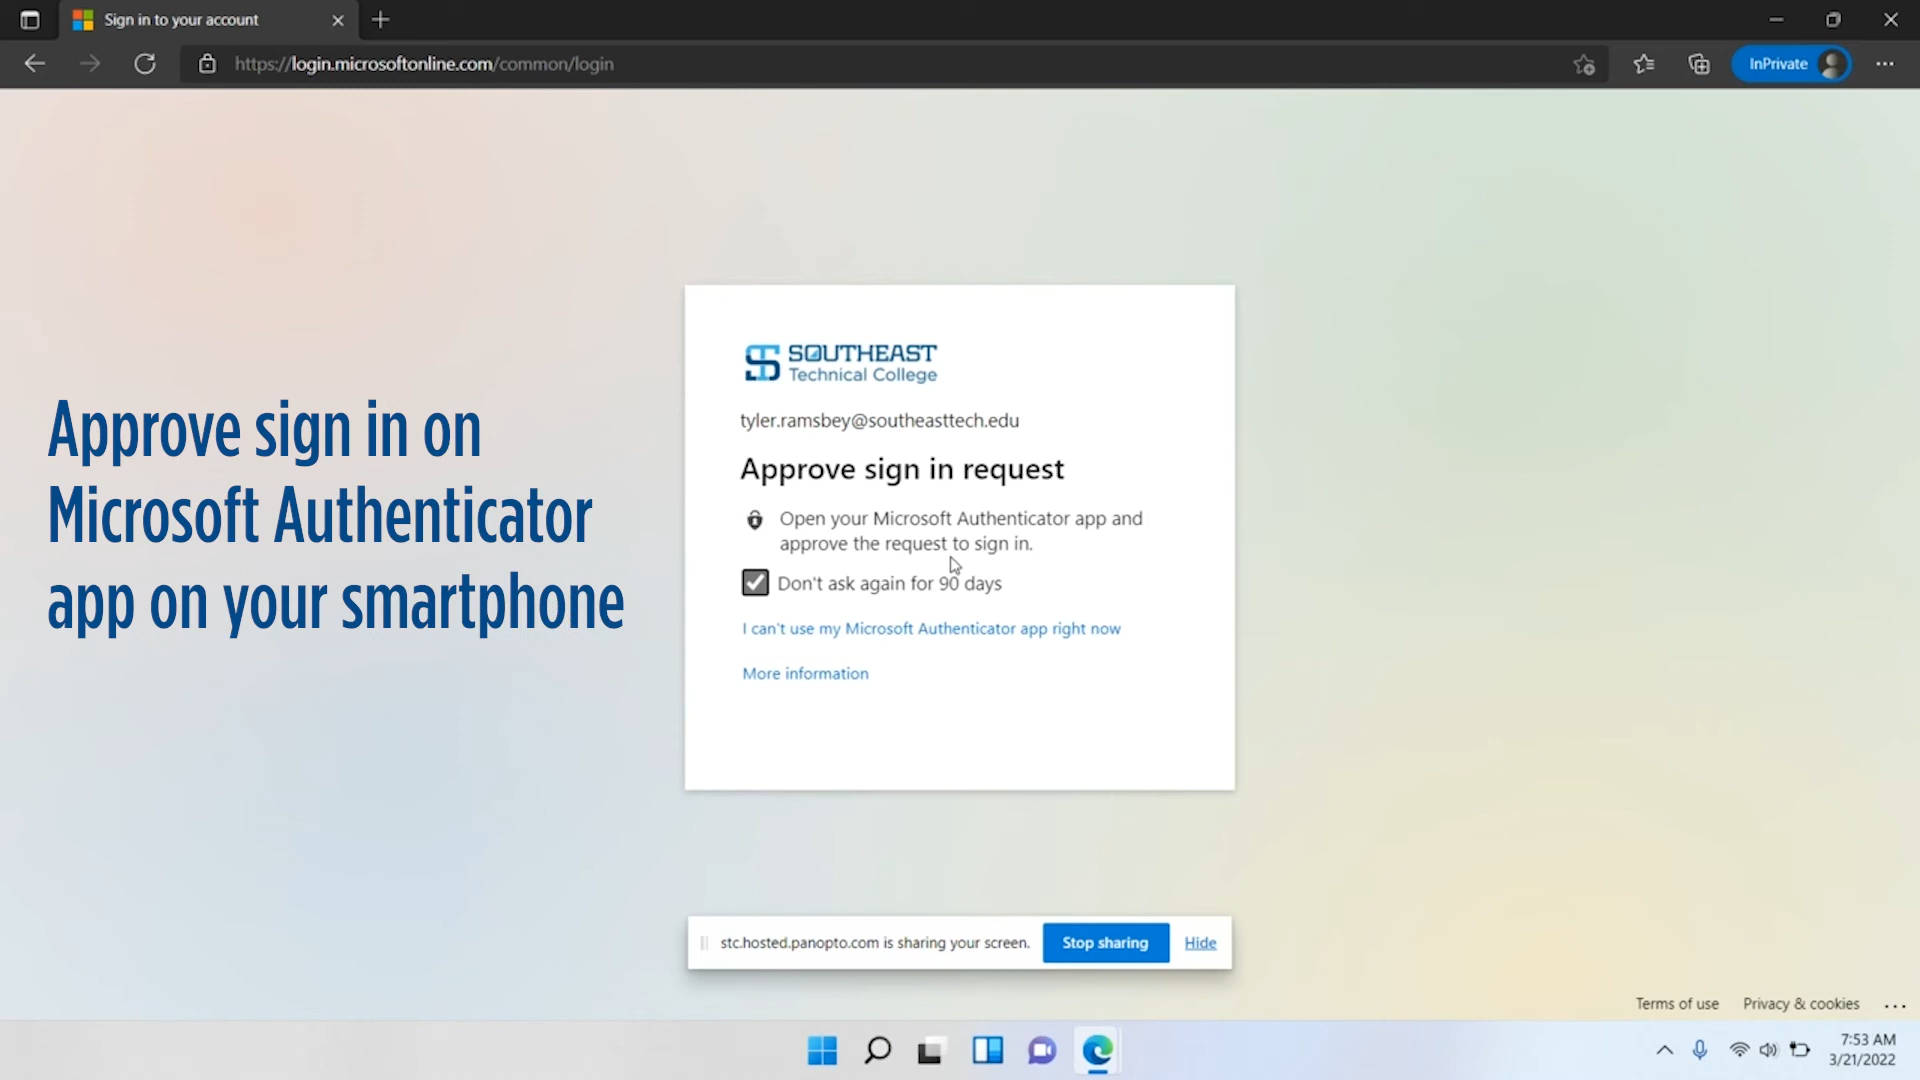 Sign in to your account
https://login.microsoftonline.com/common/login
InPrivate
Approve sign in on
Microsoft Authenticator
app on your smartphone
SOUTHEAST
Technical College
tyler.ramsbey@southeasttech.edu
Approve sign in request
Open your Microsoft Authenticator app and
approve the request to sign in.
Don't ask again for 90 days
I can't use my Microsoft Authenticator app right now
More information
stc.hosted.panopto.com is sharing your screen.
Stop sharing
Hide
Terms of use
Privacy & cookies
...
7:53 AM
3/21/2022